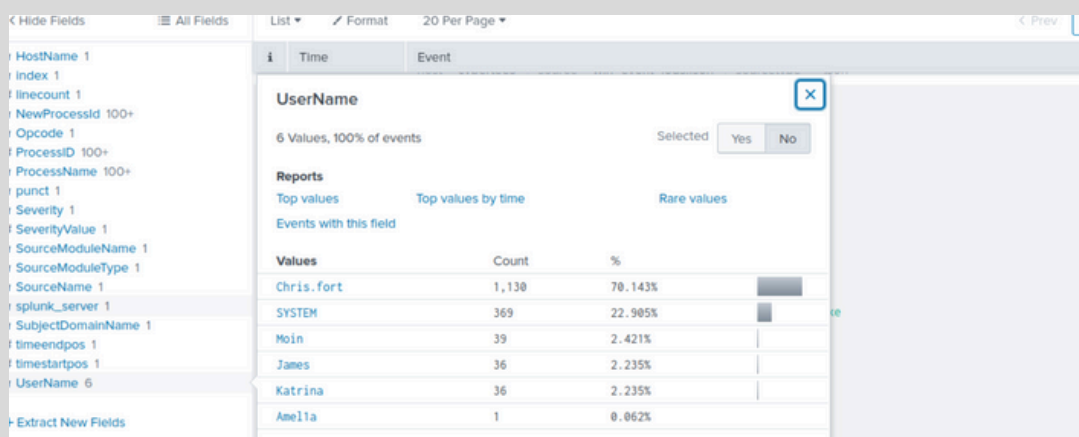 < Hide Fields
All Fields
List
Format
20 Per Page
< Prev
HostName 1
index 1
linecount 1
NewProcessId 100+
Opcode 1
ProcessID 100+
ProcessName 100+
punct 1
Severity 1
SeverityValue 1
SourceModuleName 1
SourceModuleType 1
SourceName 1
splunk_server 1
SubjectDomainName 1
timeendpos 1
timestartpos 1
UserName 6
+ Extract New Fields
i Time Event
UserName
6 Values, 100% of events
Selected Yes No
Reports
Top values Top values by time Rare values
Events with this field
Values Count %
Chris.fort 1,130 70.143%
SYSTEM 369 22.905%
Moin 39 2.421%
James 36 2.235%
Katrina 36 2.235%
Amel1a 1 0.062%